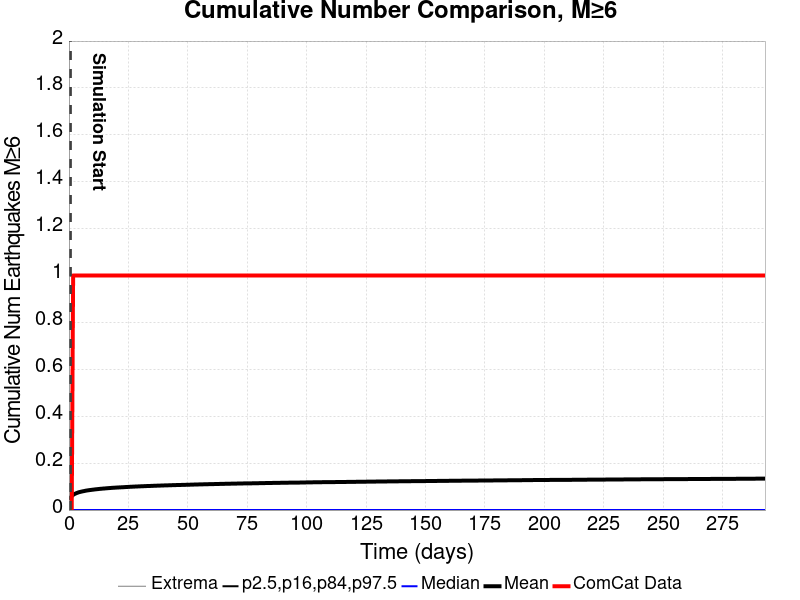 Cumulative Number Comparison, M≥6
Cumulative Num Earthquakes M≥6
2
1.8
1.6
1.4
1.2
1
0.8
0.6
0.4
0.2
0
Simulation Start
0 25 50 75 100 125 150 175 200 225 250 275
Time (days)
Extrema p2.5,p16,p84,p97.5 Median Mean ComCat Data